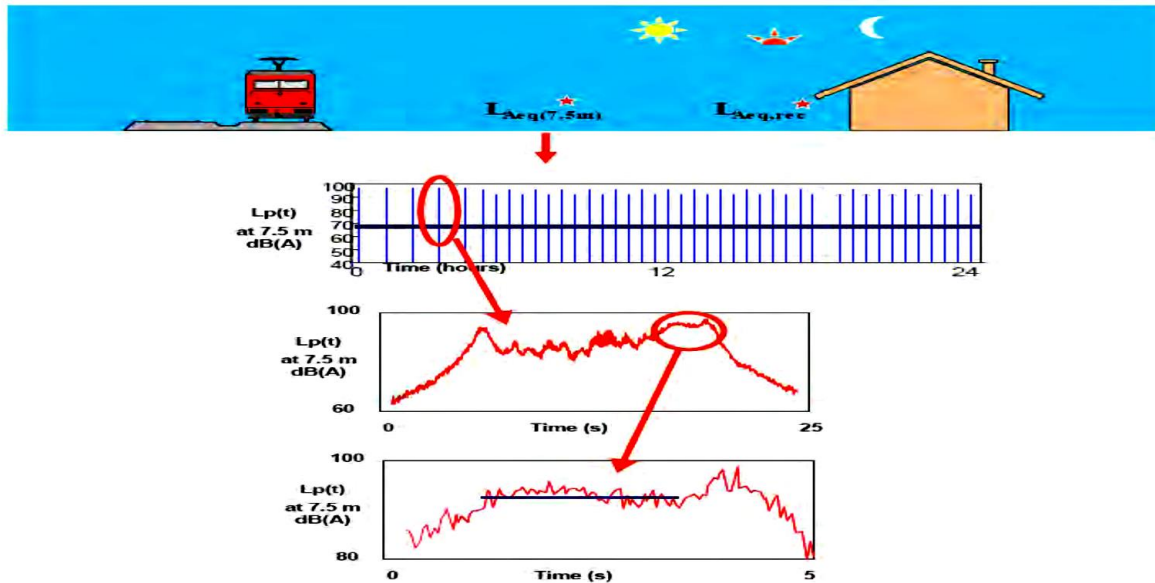 LAeq(7,5m) LAeq,rec
100
90
80
70
60
50
40
Lp(t)
at 7.5 m
dB(A)
0 Time (hours) 12 24
100
Lp(t)
at 7.5 m
dB(A)
60
0 Time (s) 25
100
Lp(t)
at 7.5 m
dB(A)
80
0 Time (s) 5